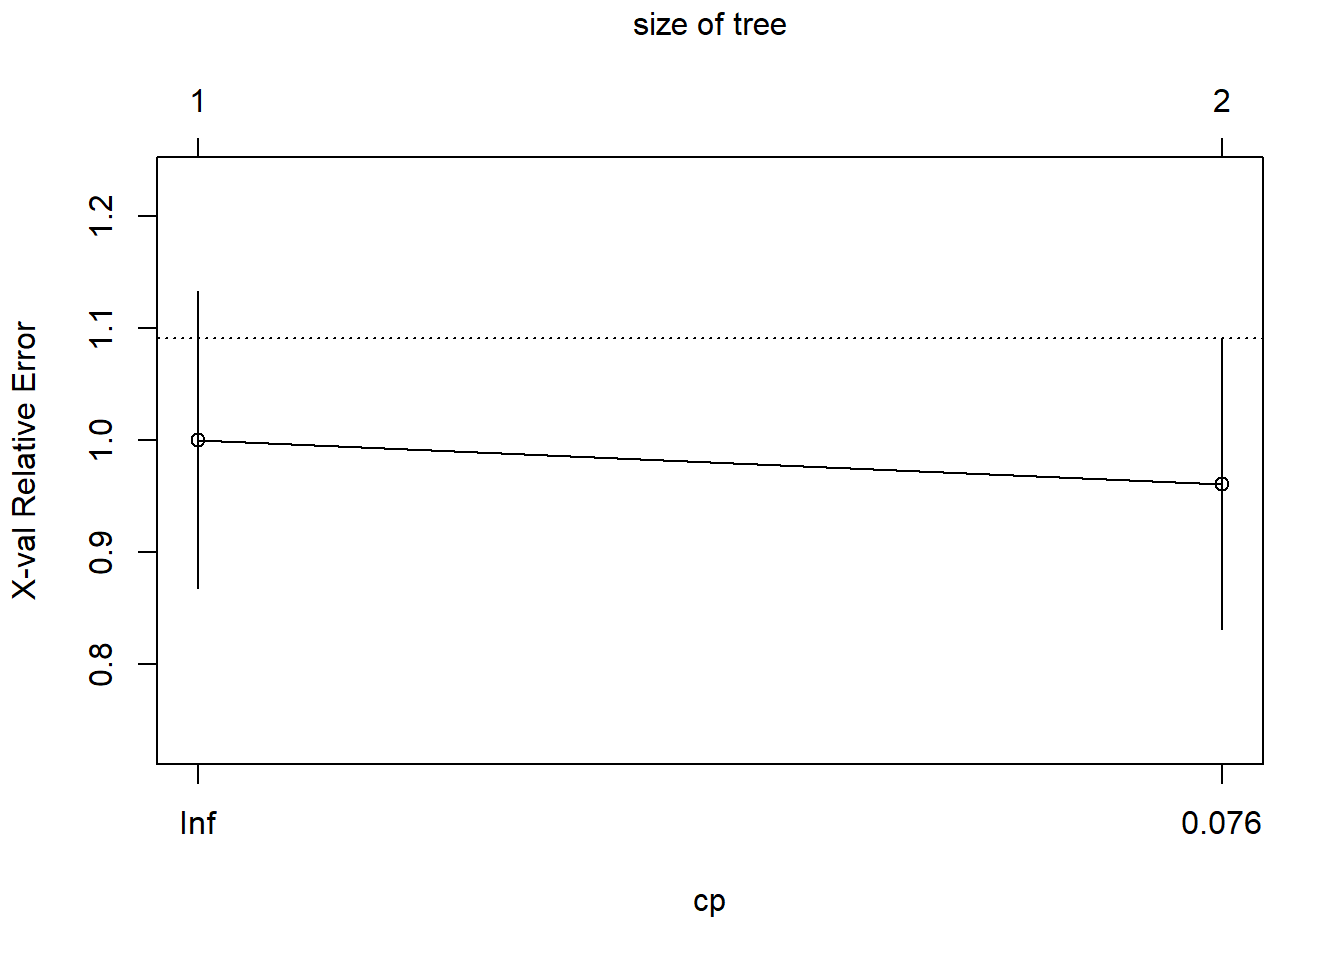 size of tree
1 2
1.2
1.1
1.0
0.9
0.8
X-val Relative Error
Inf 0.076
cp